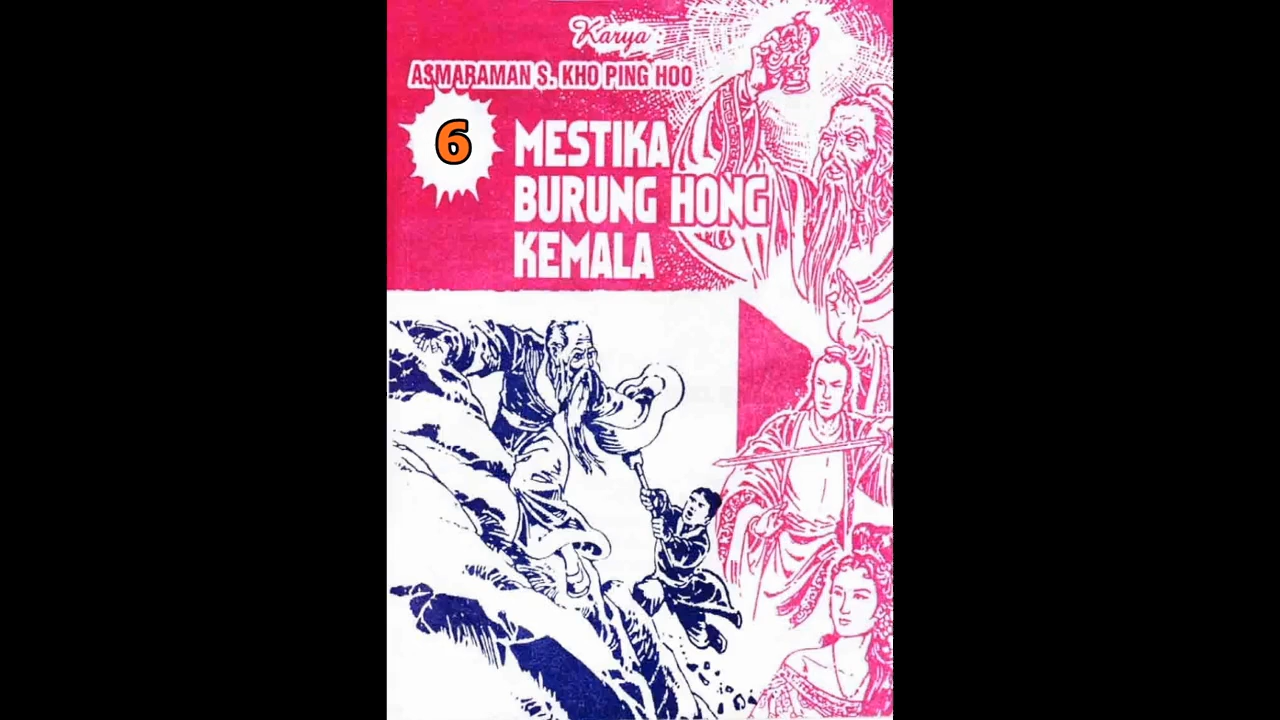 Karya :
ASMARAMAN S. KHO PING HOO
6
MESTIKA
BURUNG HONG
KEMALA